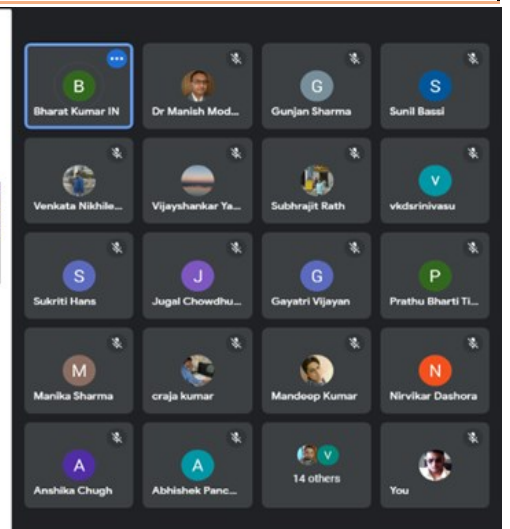 B
Bharat Kumar IN
Dr Manish Mod...
G
Gunjan Sharma
S
Sunil Bassi
Venkata Nikhile...
Vijayshankar Ya...
Subhrajit Rath
V
vkdsrinivasu
S
Sukriti Hans
J
Jugal Chowdhu...
G
Gayatri Vijayan
P
Prathu Bharti Ti...
M
Manika Sharma
craja kumar
Mandeep Kumar
N
Nirvikar Dashora
A
Anshika Chugh
A
Abhishek Panc...
V
14 others
You